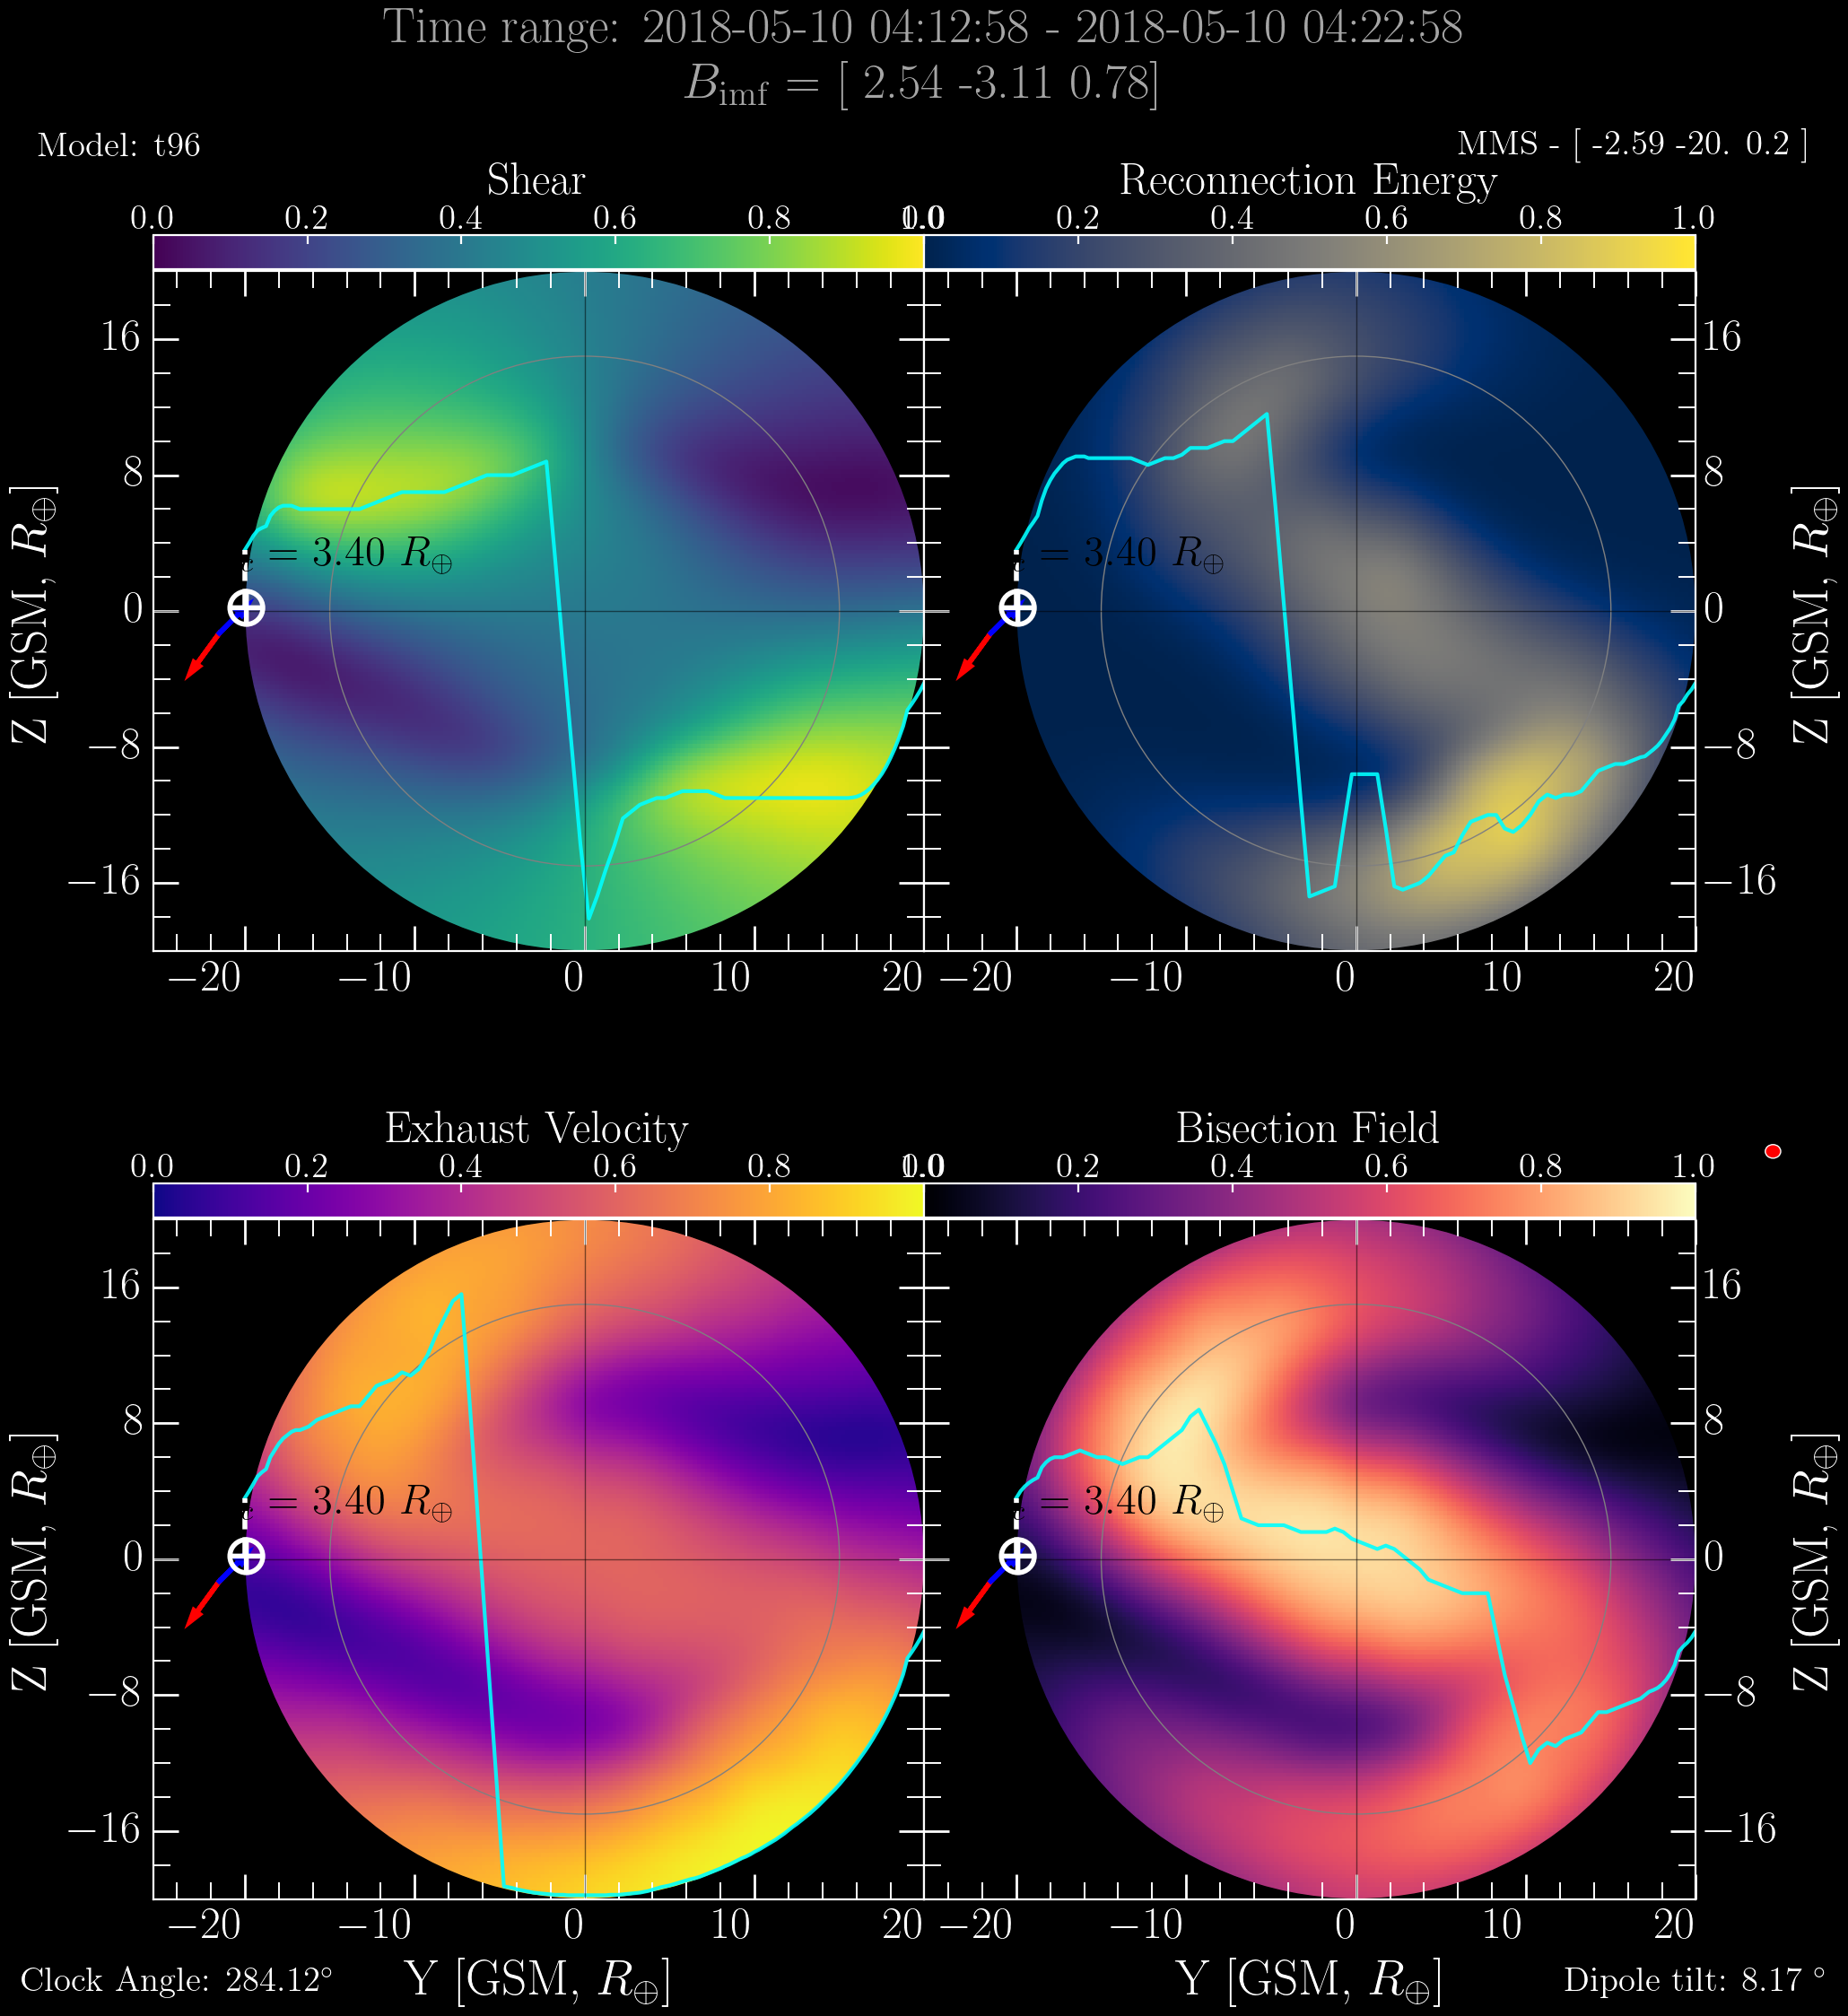 Time range: 2018-05-10 04:12:58 - 2018-05-10 04:22:58
B_imf = [ 2.54 -3.11 0.78]
Model: t96
MMS - [ -2.59 -20. 0.2 ]
Shear
Reconnection Energy
0.0 0.2 0.4 0.6 0.8 1.0
0.2 0.4 0.6 0.8 1.0
16
8
0
−8
−16
Z [GSM, R⊕]
c = 3.40 R⊕
c = 3.40 R⊕
16
8
0
−8
−16
Z [GSM, R⊕]
−20 −10 0 10 20
−20 −10 0 10 20
Exhaust Velocity
Bisection Field
0.0 0.2 0.4 0.6 0.8 1.0
0.2 0.4 0.6 0.8 1.0
16
8
0
−8
−16
Z [GSM, R⊕]
c = 3.40 R⊕
c = 3.40 R⊕
16
8
0
−8
−16
Z [GSM, R⊕]
−20 −10 0 10 20
−20 −10 0 10 20
Clock Angle: 284.12°
Y [GSM, R⊕]
Y [GSM, R⊕]
Dipole tilt: 8.17 °